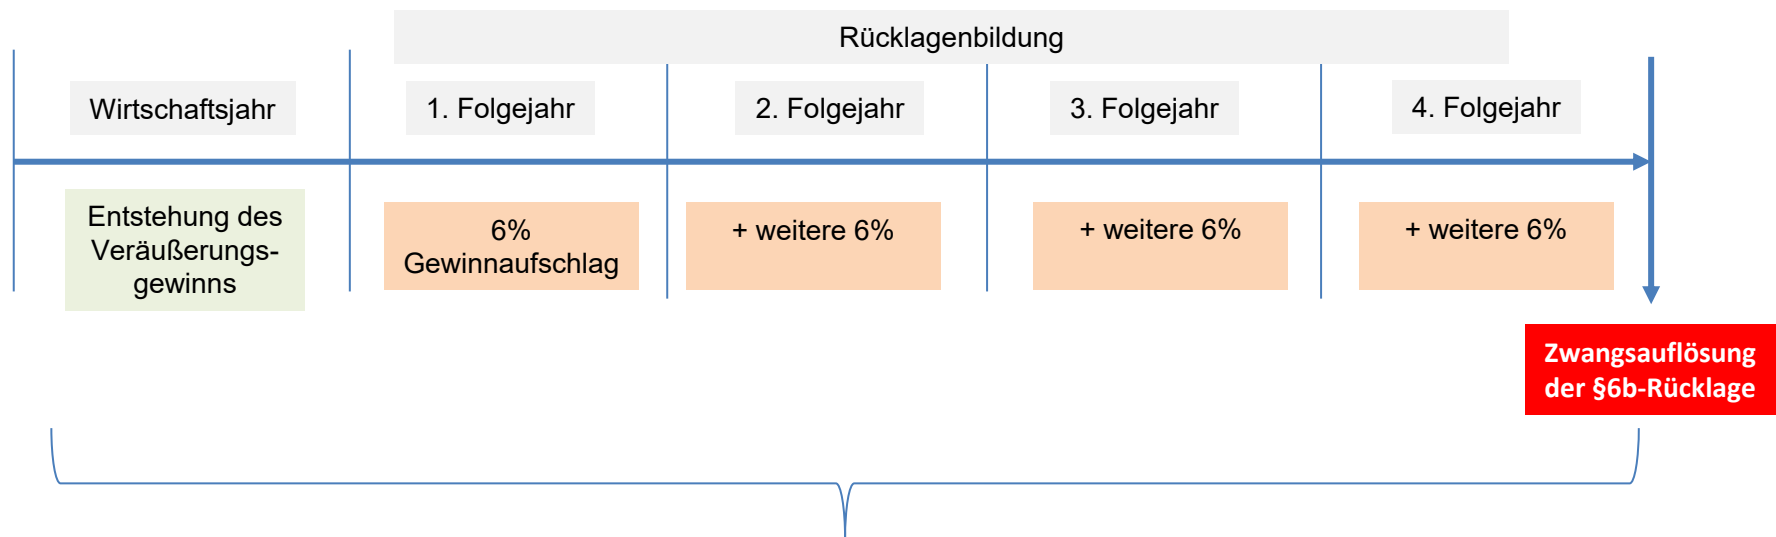 Rücklagenbildung
Wirtschaftsjahr
1. Folgejahr
2. Folgejahr
3. Folgejahr
4. Folgejahr
Entstehung des
Veräußerungs-
gewinns
6%
Gewinnaufschlag
+ weitere 6%
+ weitere 6%
+ weitere 6%
Zwangsauflösung
der §6b-Rücklage